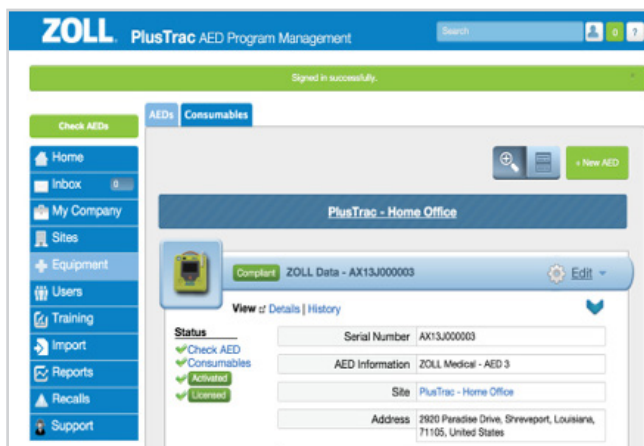 ZOLL. PlusTrac AED Program Management
Search
0
?
Signed in successfully.
×
Check AEDs
AEDs
Consumables
Home
Inbox 0
My Company
Sites
Equipment
Users
Training
Import
Reports
Recalls
Support
+ New AED
PlusTrac - Home Office
Compliant ZOLL Data - AX13J000003
Edit
View Details | History
Status
Check AED
Consumables
Activated
Licensed
Serial Number AX13J000003
AED Information ZOLL Medical - AED 3
Site PlusTrac - Home Office
Address 2920 Paradise Drive, Shreveport, Louisiana,
71105, United States